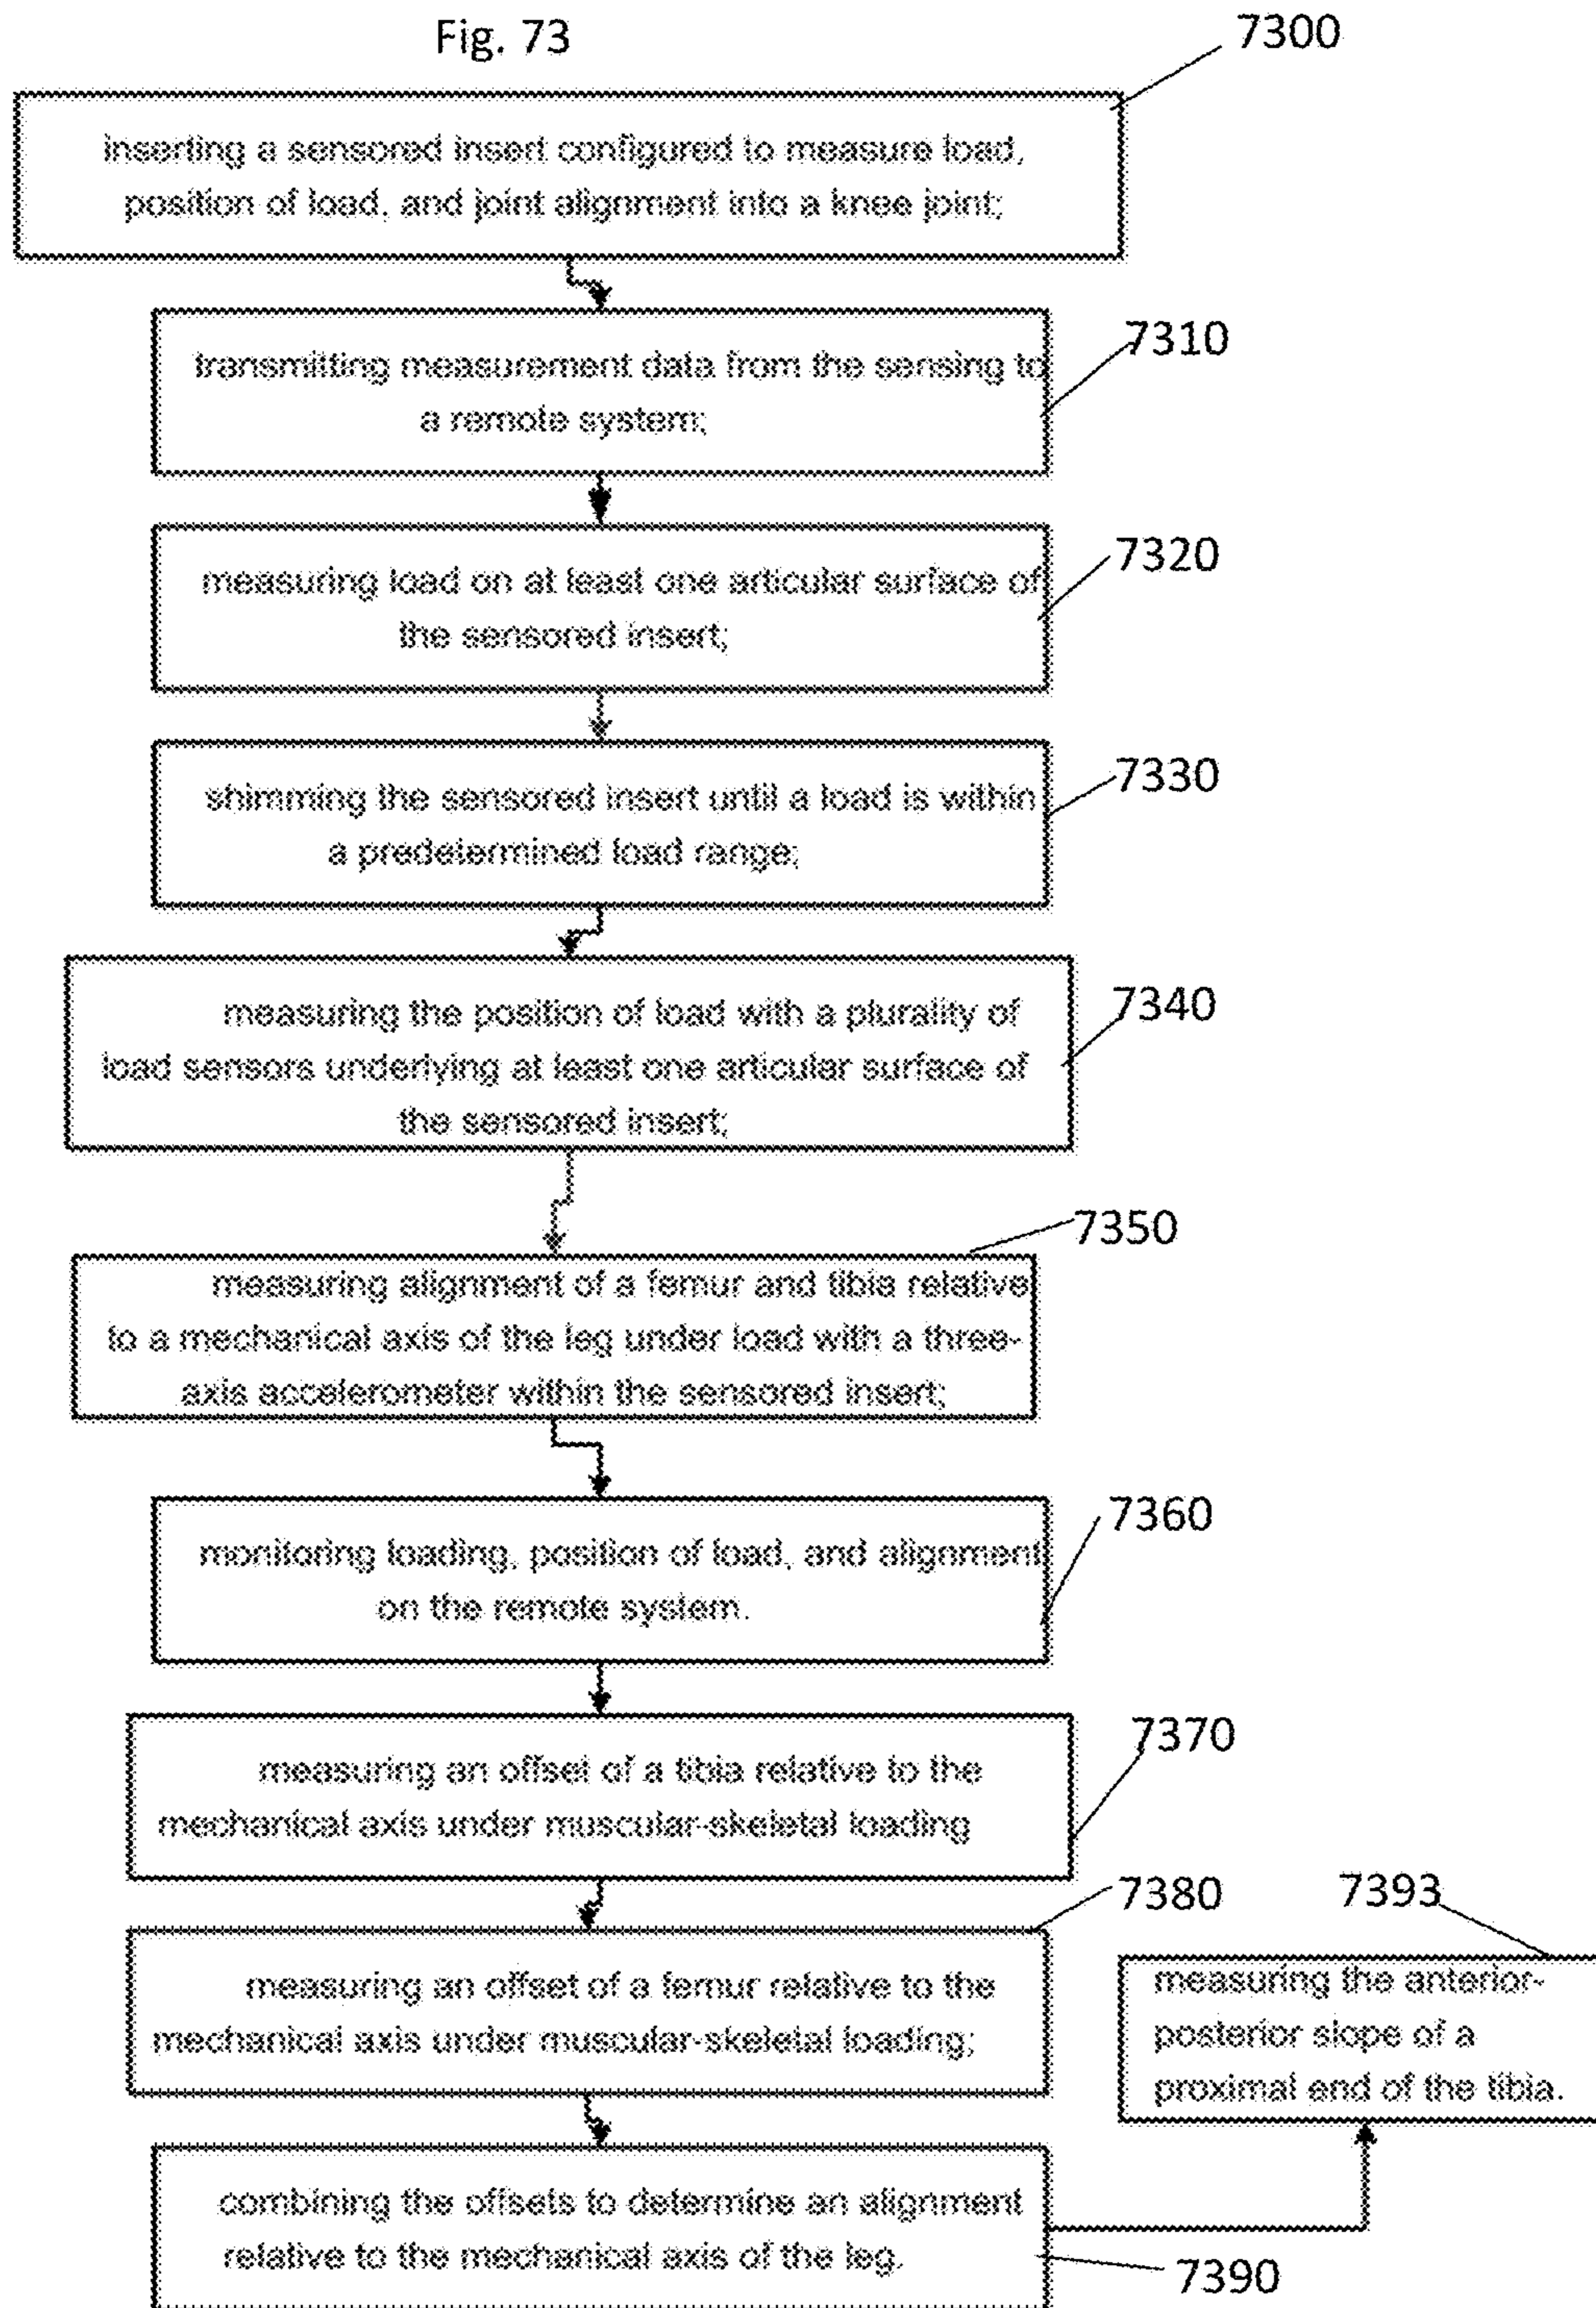 Fig. 73
7300
inserting a sensored insert configured to measure load,
position of load, and joint alignment into a knee joint;
7310
transmitting measurement data from the sensing to
a remote system;
7320
measuring load on at least one articular surface of
the sensored insert;
7330
shimming the sensored insert until a load is within
a predetermined load range;
7340
measuring the position of load with a plurality of
load sensors underlying at least one articular surface of
the sensored insert;
7350
measuring alignment of a femur and tibia relative
to a mechanical axis of the leg under load with a three-
axis accelerometer within the sensored insert;
7360
monitoring loading, position of load, and alignment
on the remote system.
7370
measuring an offset of a tibia relative to the
mechanical axis under muscular-skeletal loading
7380
measuring an offset of a femur relative to the
mechanical axis under muscular-skeletal loading;
7390
combining the offsets to determine an alignment
relative to the mechanical axis of the leg.
7393
measuring the anterior-
posterior slope of a
proximal end of the tibia.